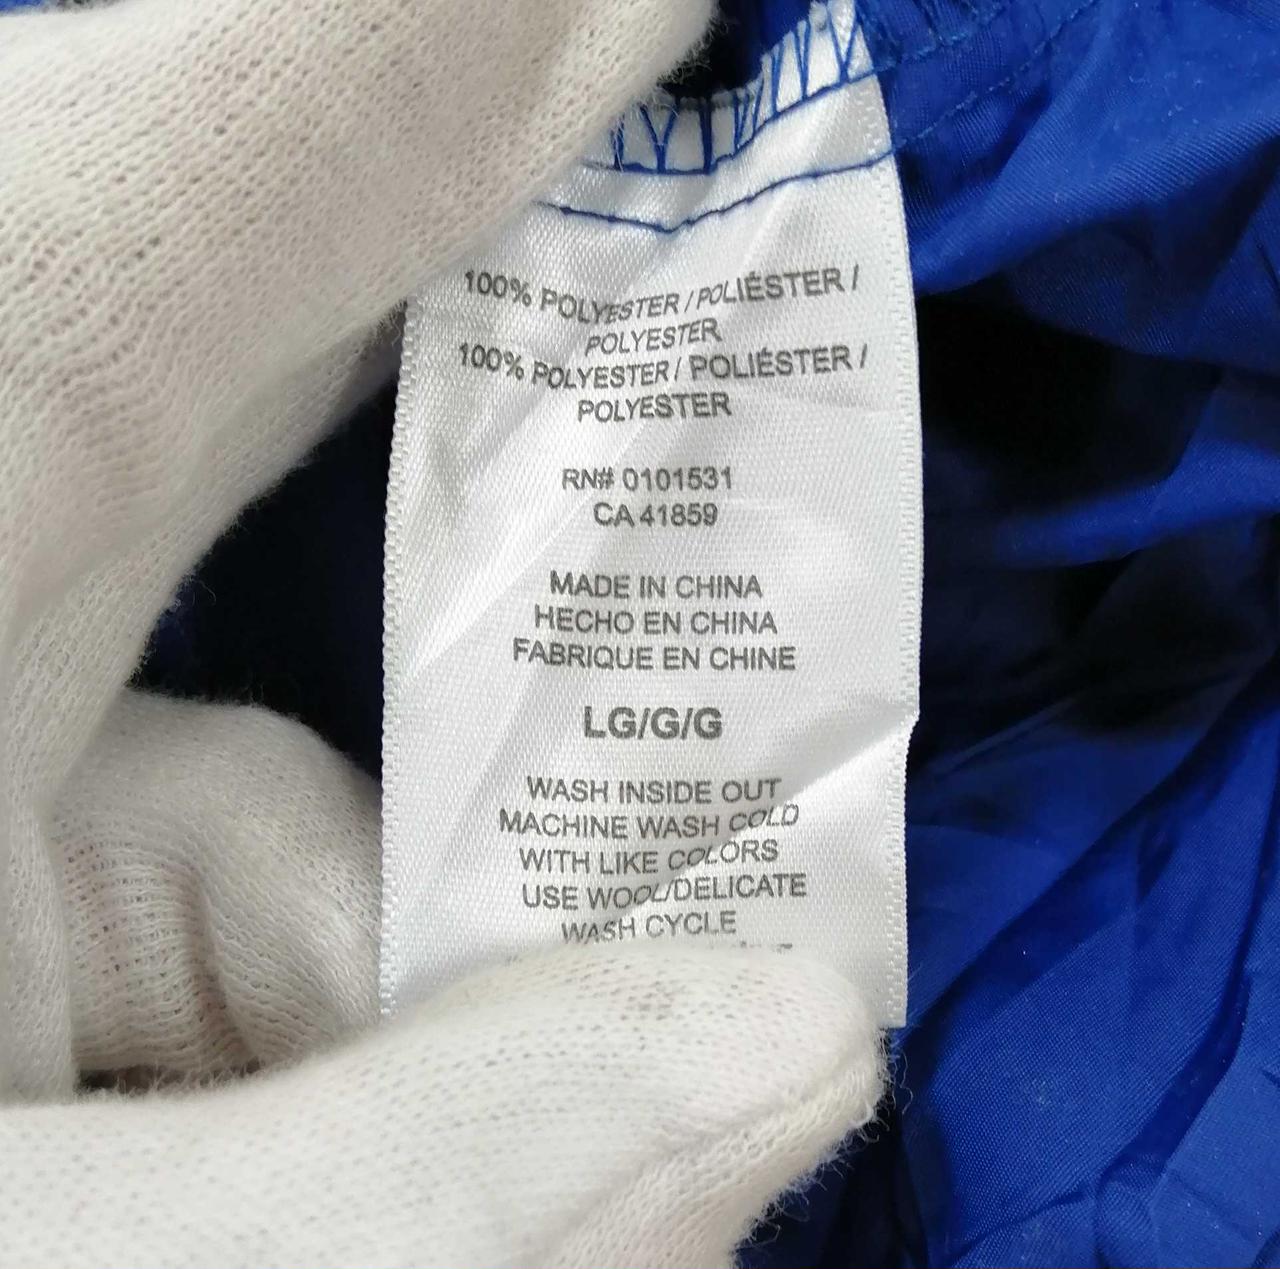 100% POLYESTER / POLIÉSTER /
POLYESTER
100% POLYESTER / POLIÉSTER /
POLYESTER
RN# 0101531
CA 41859
MADE IN CHINA
HECHO EN CHINA
FABRIQUE EN CHINE
LG/G/G
WASH INSIDE OUT
MACHINE WASH COLD
WITH LIKE COLORS
USE WOOL/DELICATE
WASH CYCLE